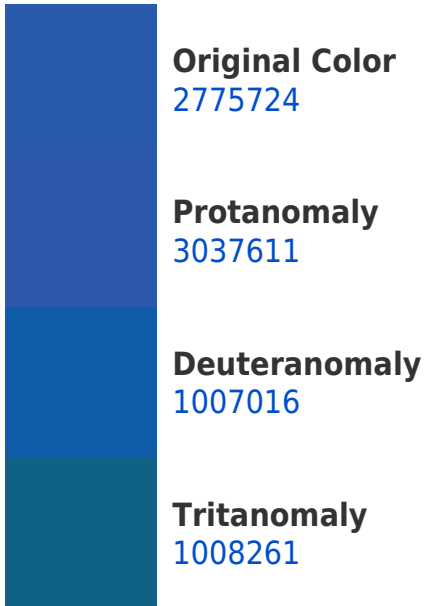 Original Color
2775724
Protanomaly
3037611
Deuteranomaly
1007016
Tritanomaly
1008261